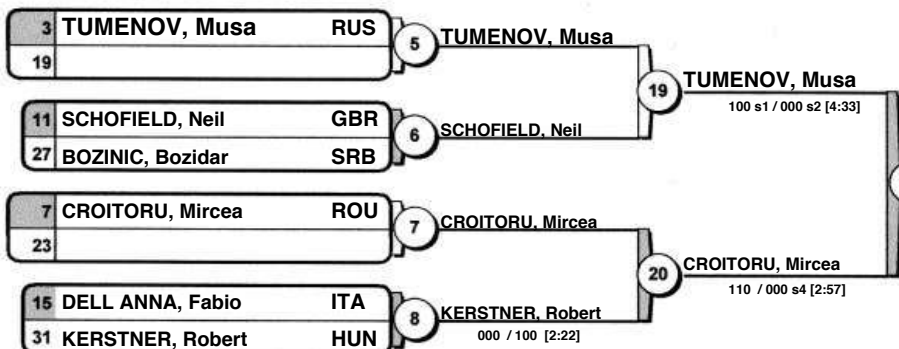 3 TUMENOV, Musa RUS
19
5
TUMENOV, Musa
11 SCHOFIELD, Neil GBR
27 BOZINIC, Bozidar SRB
6
SCHOFIELD, Neil
19
TUMENOV, Musa
100 s1 / 000 s2 [4:33]
7 CROITORU, Mircea ROU
23
7
CROITORU, Mircea
15 DELL ANNA, Fabio ITA
31 KERSTNER, Robert HUN
8
KERSTNER, Robert
000 / 100 [2:22]
20
CROITORU, Mircea
110 / 000 s4 [2:57]